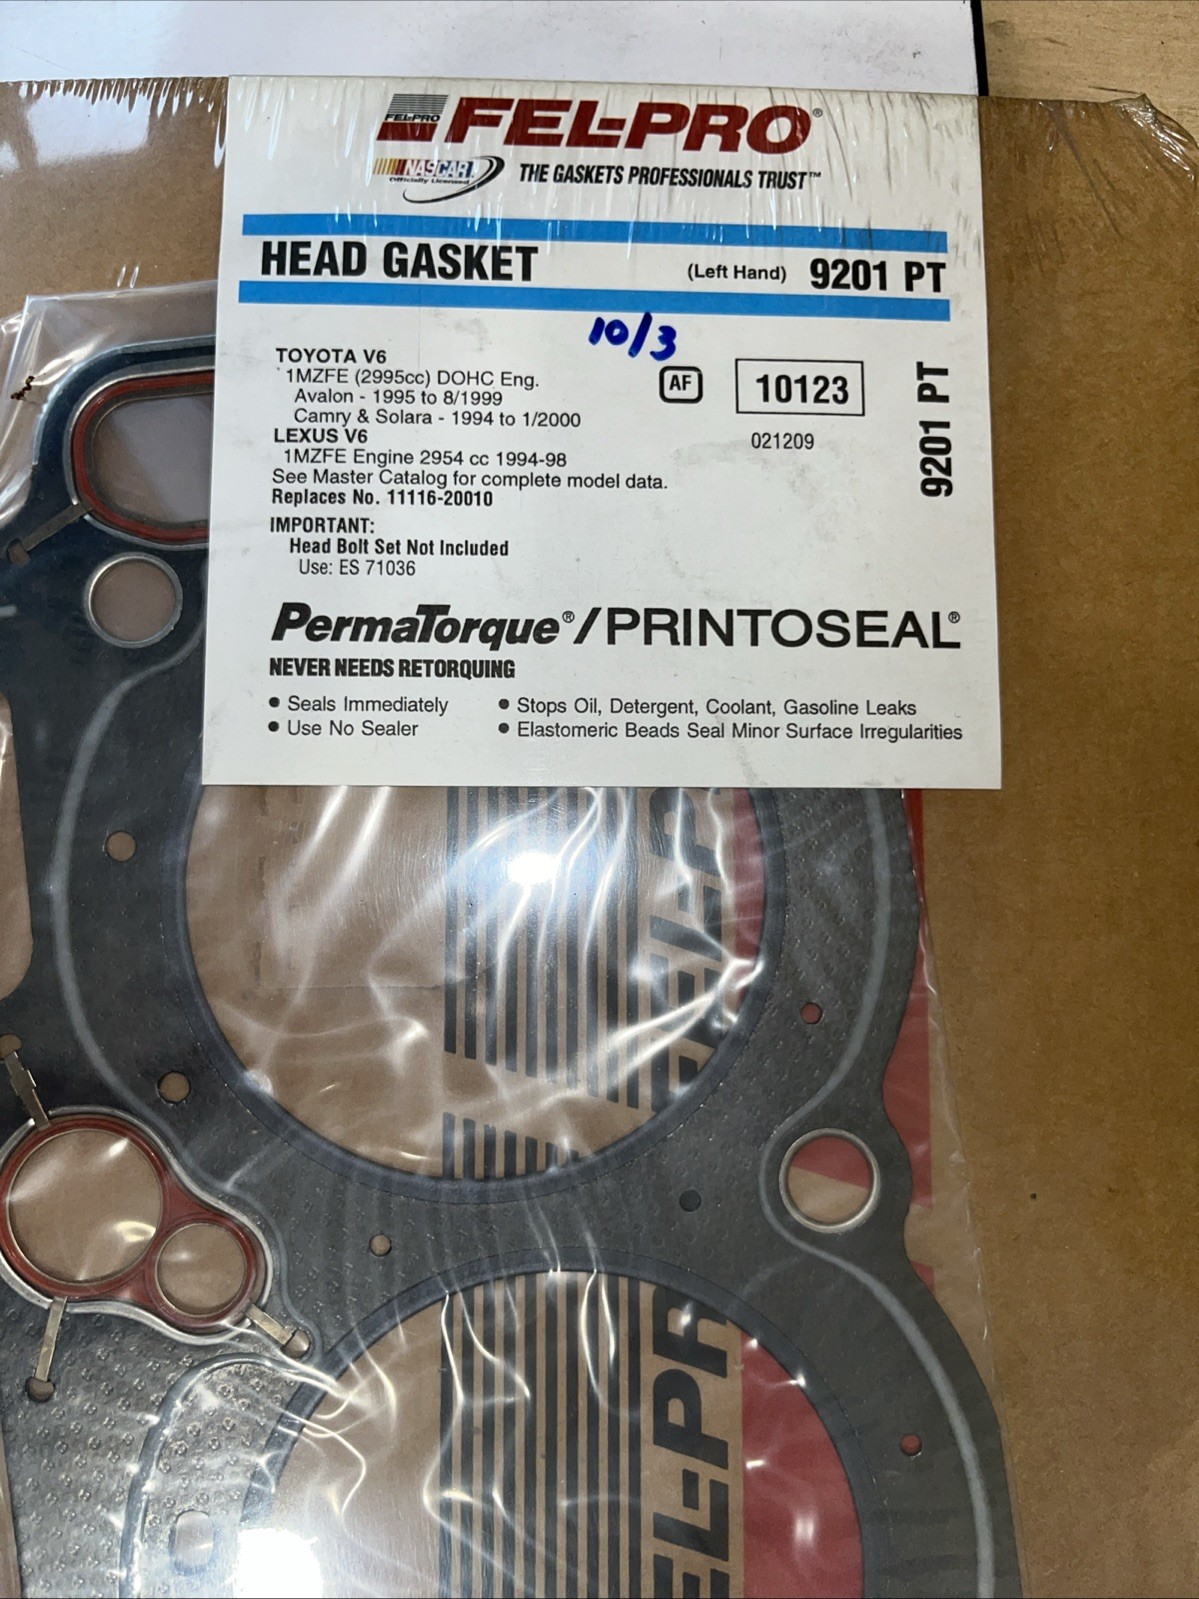 FEL-PRO
FEL-PRO®
NASCAR
Officially Licensed
THE GASKETS PROFESSIONALS TRUST™
HEAD GASKET (Left Hand) 9201 PT
10/3
TOYOTA V6
1MZFE (2995cc) DOHC Eng.
Avalon - 1995 to 8/1999
Camry & Solara - 1994 to 1/2000
LEXUS V6
1MZFE Engine 2954 cc 1994-98
See Master Catalog for complete model data.
Replaces No. 11116-20010
AF
10123
021209
9201 PT
IMPORTANT:
Head Bolt Set Not Included
Use: ES 71036
PermaTorque®/PRINTOSEAL®
NEVER NEEDS RETORQUING
• Seals Immediately
• Use No Sealer
• Stops Oil, Detergent, Coolant, Gasoline Leaks
• Elastomeric Beads Seal Minor Surface Irregularities
FEL-P
EL-PR